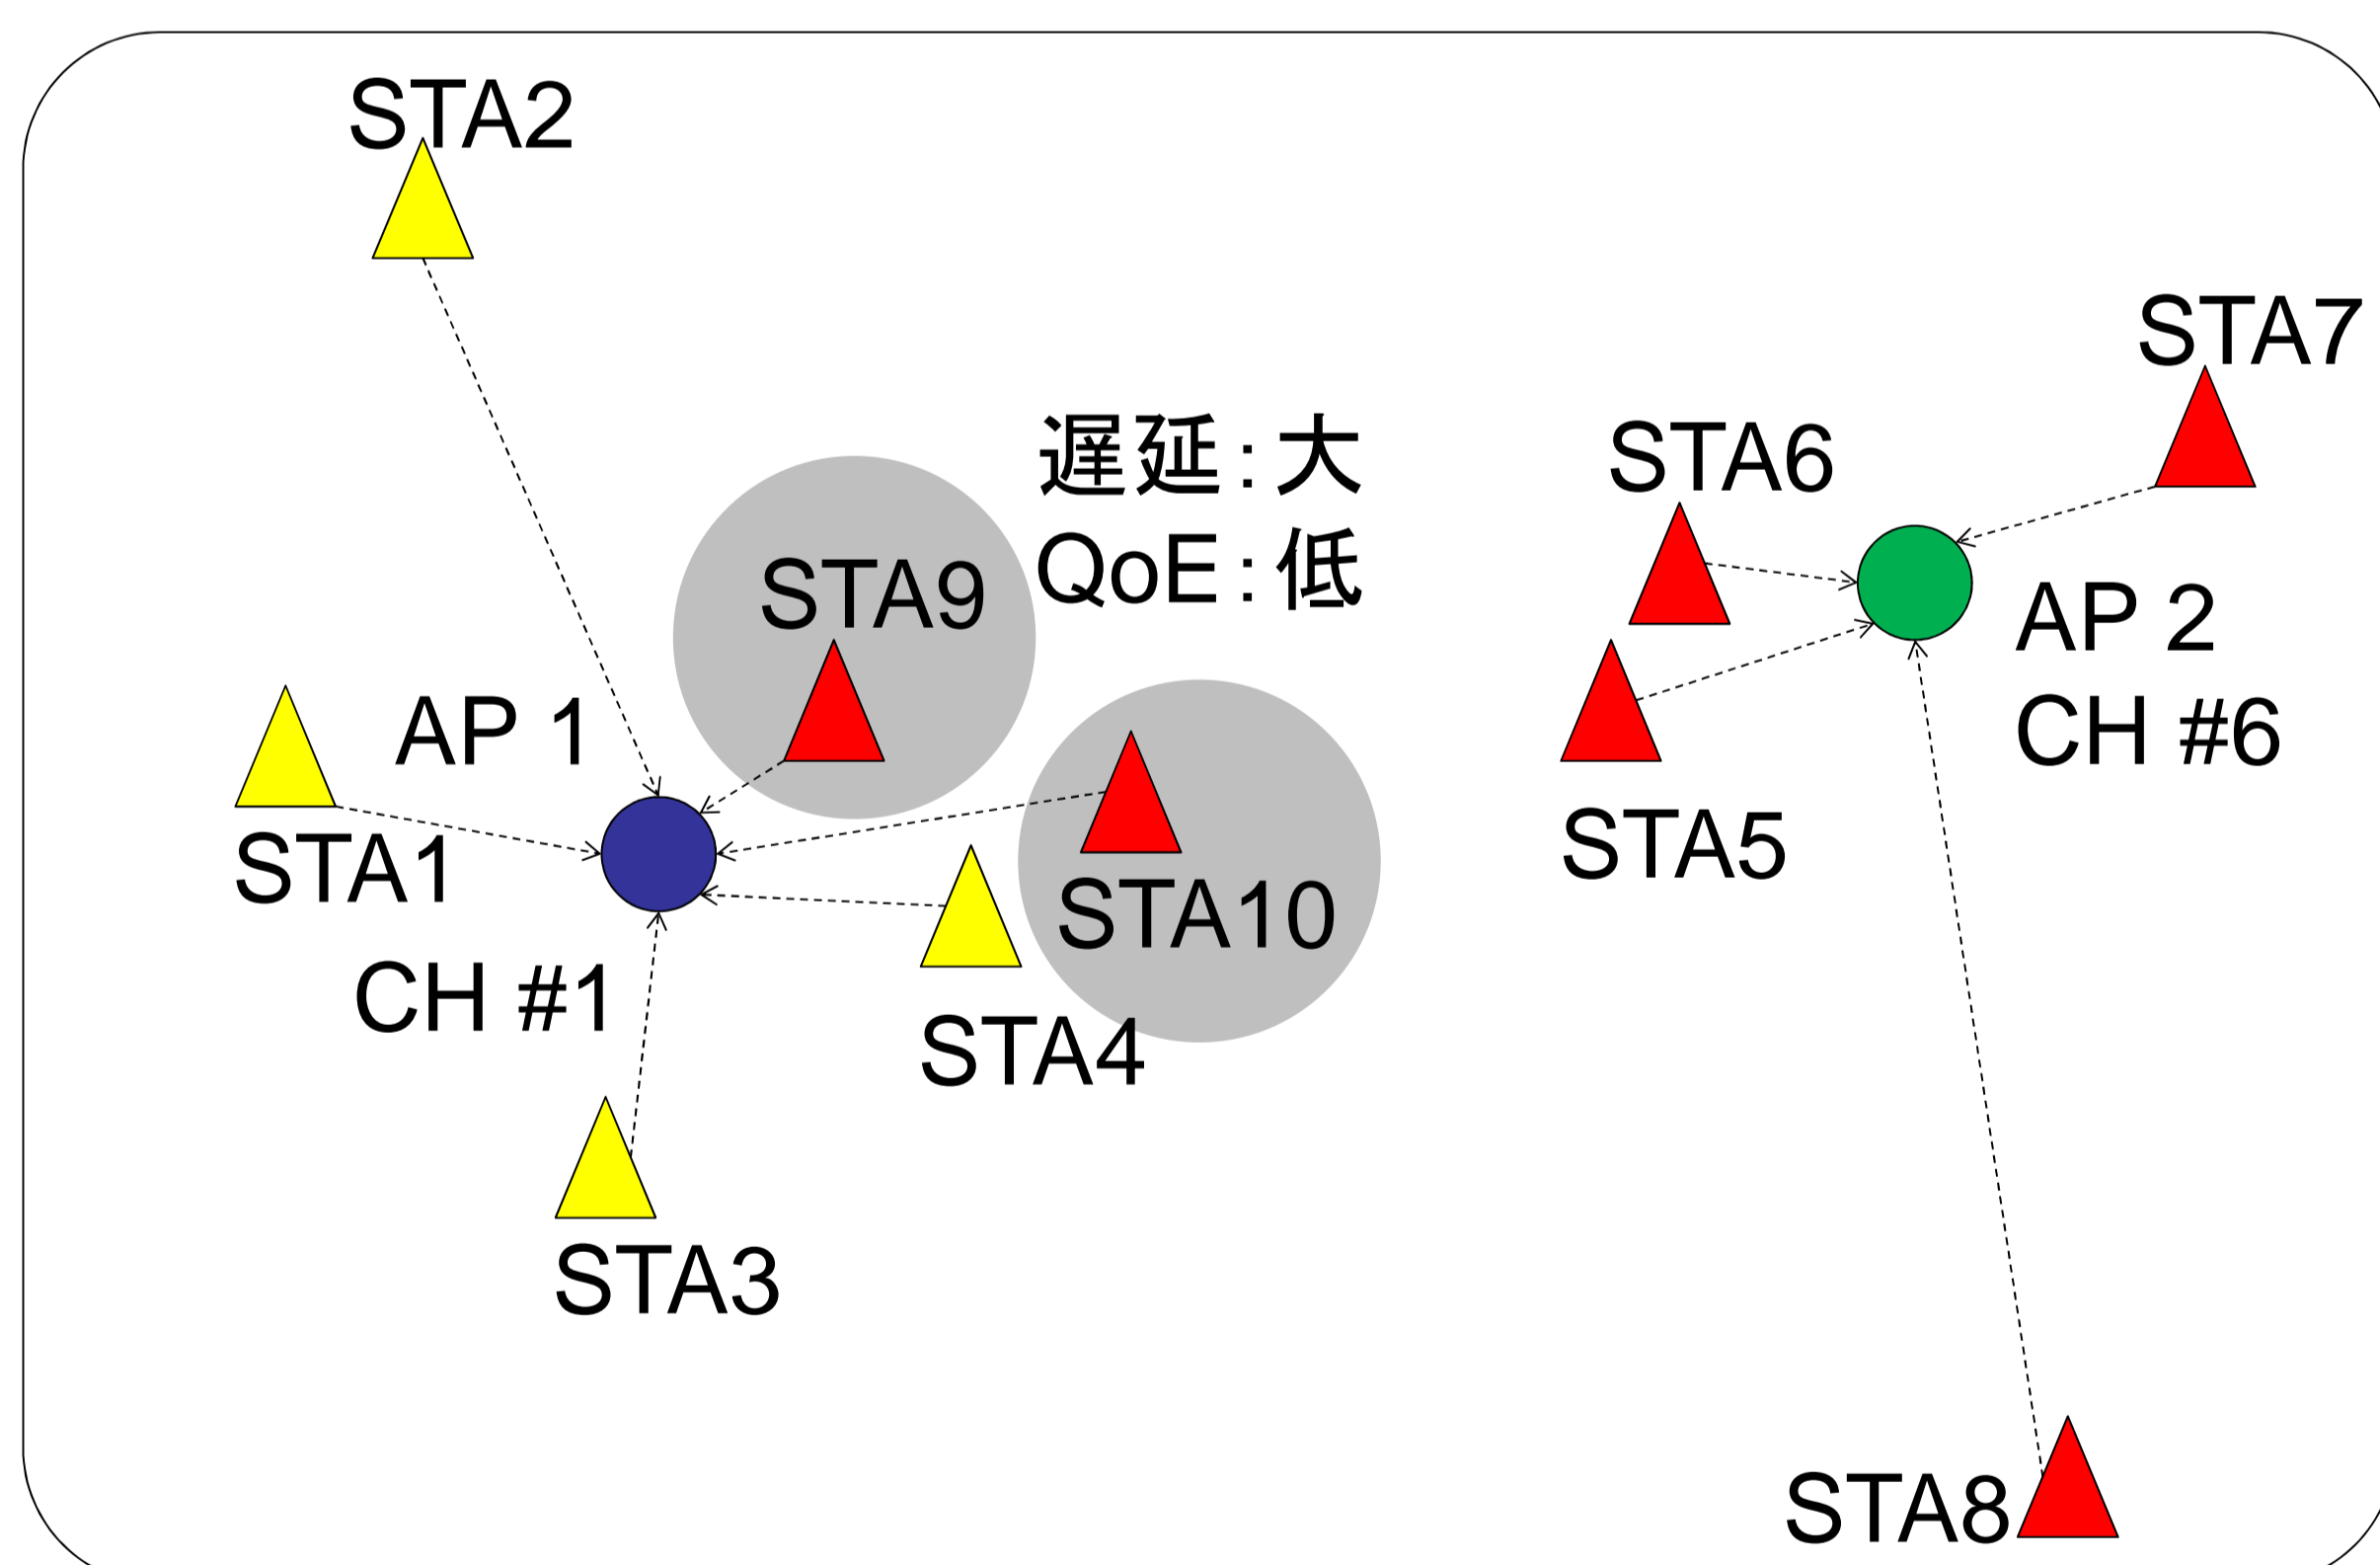 STA2
STA7
遅延:大
STA6
QoE:低
STA9
AP 2
AP 1
CH #6
STA1
STA5
STA10
CH #1
STA4
STA3
STA8